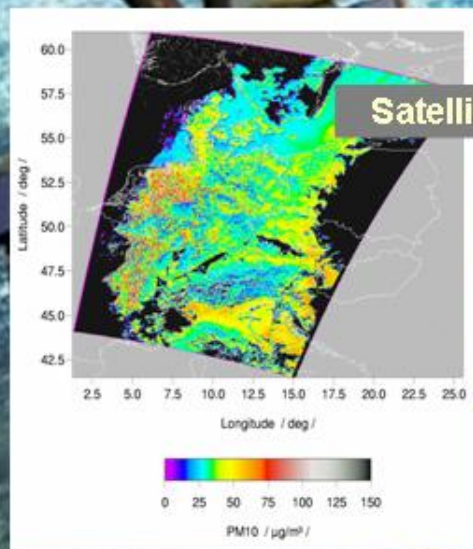 60.0
Satelli
57.5
55.0
52.5
50.0
47.5
45.0
42.5
Latitude / deg /
2.5 5.0 7.5 10.0 12.5 15.0 17.5 20.0 22.5 25.0
Longitude / deg /
0 25 50 75 100 125 150
PM10 / µg/m³ /